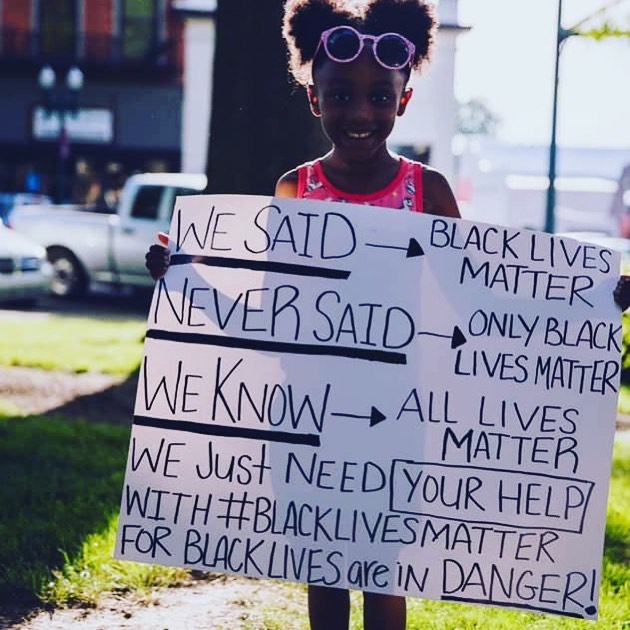 WE SAID → BLACK LIVES
MATTER
NEVER SAID → ONLY BLACK
LIVES MATTER
WE KNOW → ALL LIVES
MATTER
WE JUSt NEED YOUR HELP
WITH #BLACKLIVESMATTER
FOR BLACK LIVES are iN DANGER!